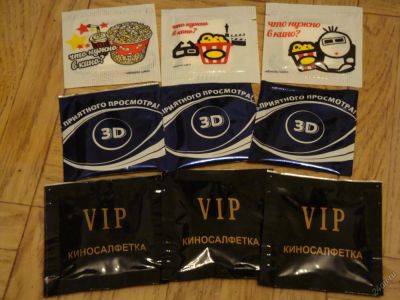 что нужно
в кино?
что нужно
в кино?
что нужно
в кино?
ПРИЯТНОГО ПРОСМОТРА!
3D
ПРИЯТНОГО ПРОСМОТРА!
3D
ПРИЯТНОГО ПРОСМОТРА!
3D
VIP
КИНОСАЛФЕТКА
VIP
КИНОСАЛФЕТКА
VIP
КИНОСАЛФЕТКА